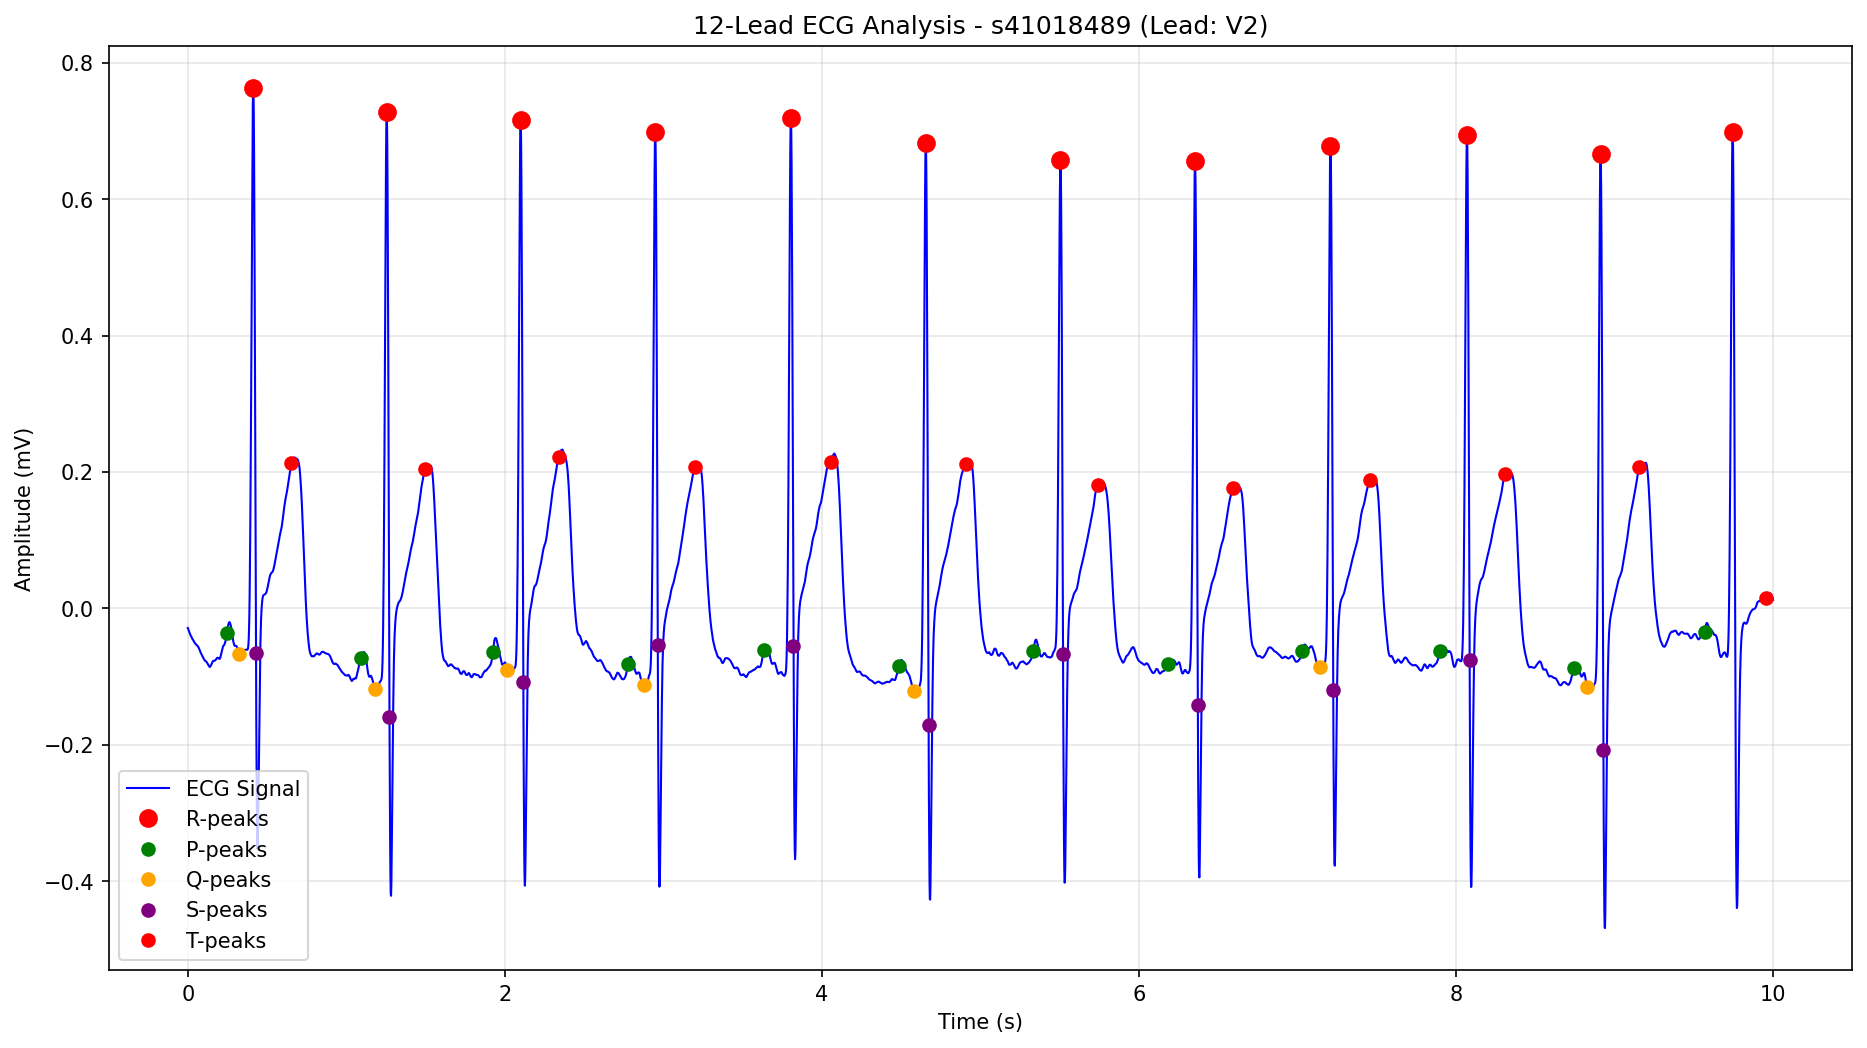 12-Lead ECG Analysis - s41018489 (Lead: V2)
Amplitude (mV)
0.8
0.6
0.4
0.2
0.0
−0.2
−0.4
ECG Signal
R-peaks
P-peaks
Q-peaks
S-peaks
T-peaks
0 2 4 6 8 10
Time (s)